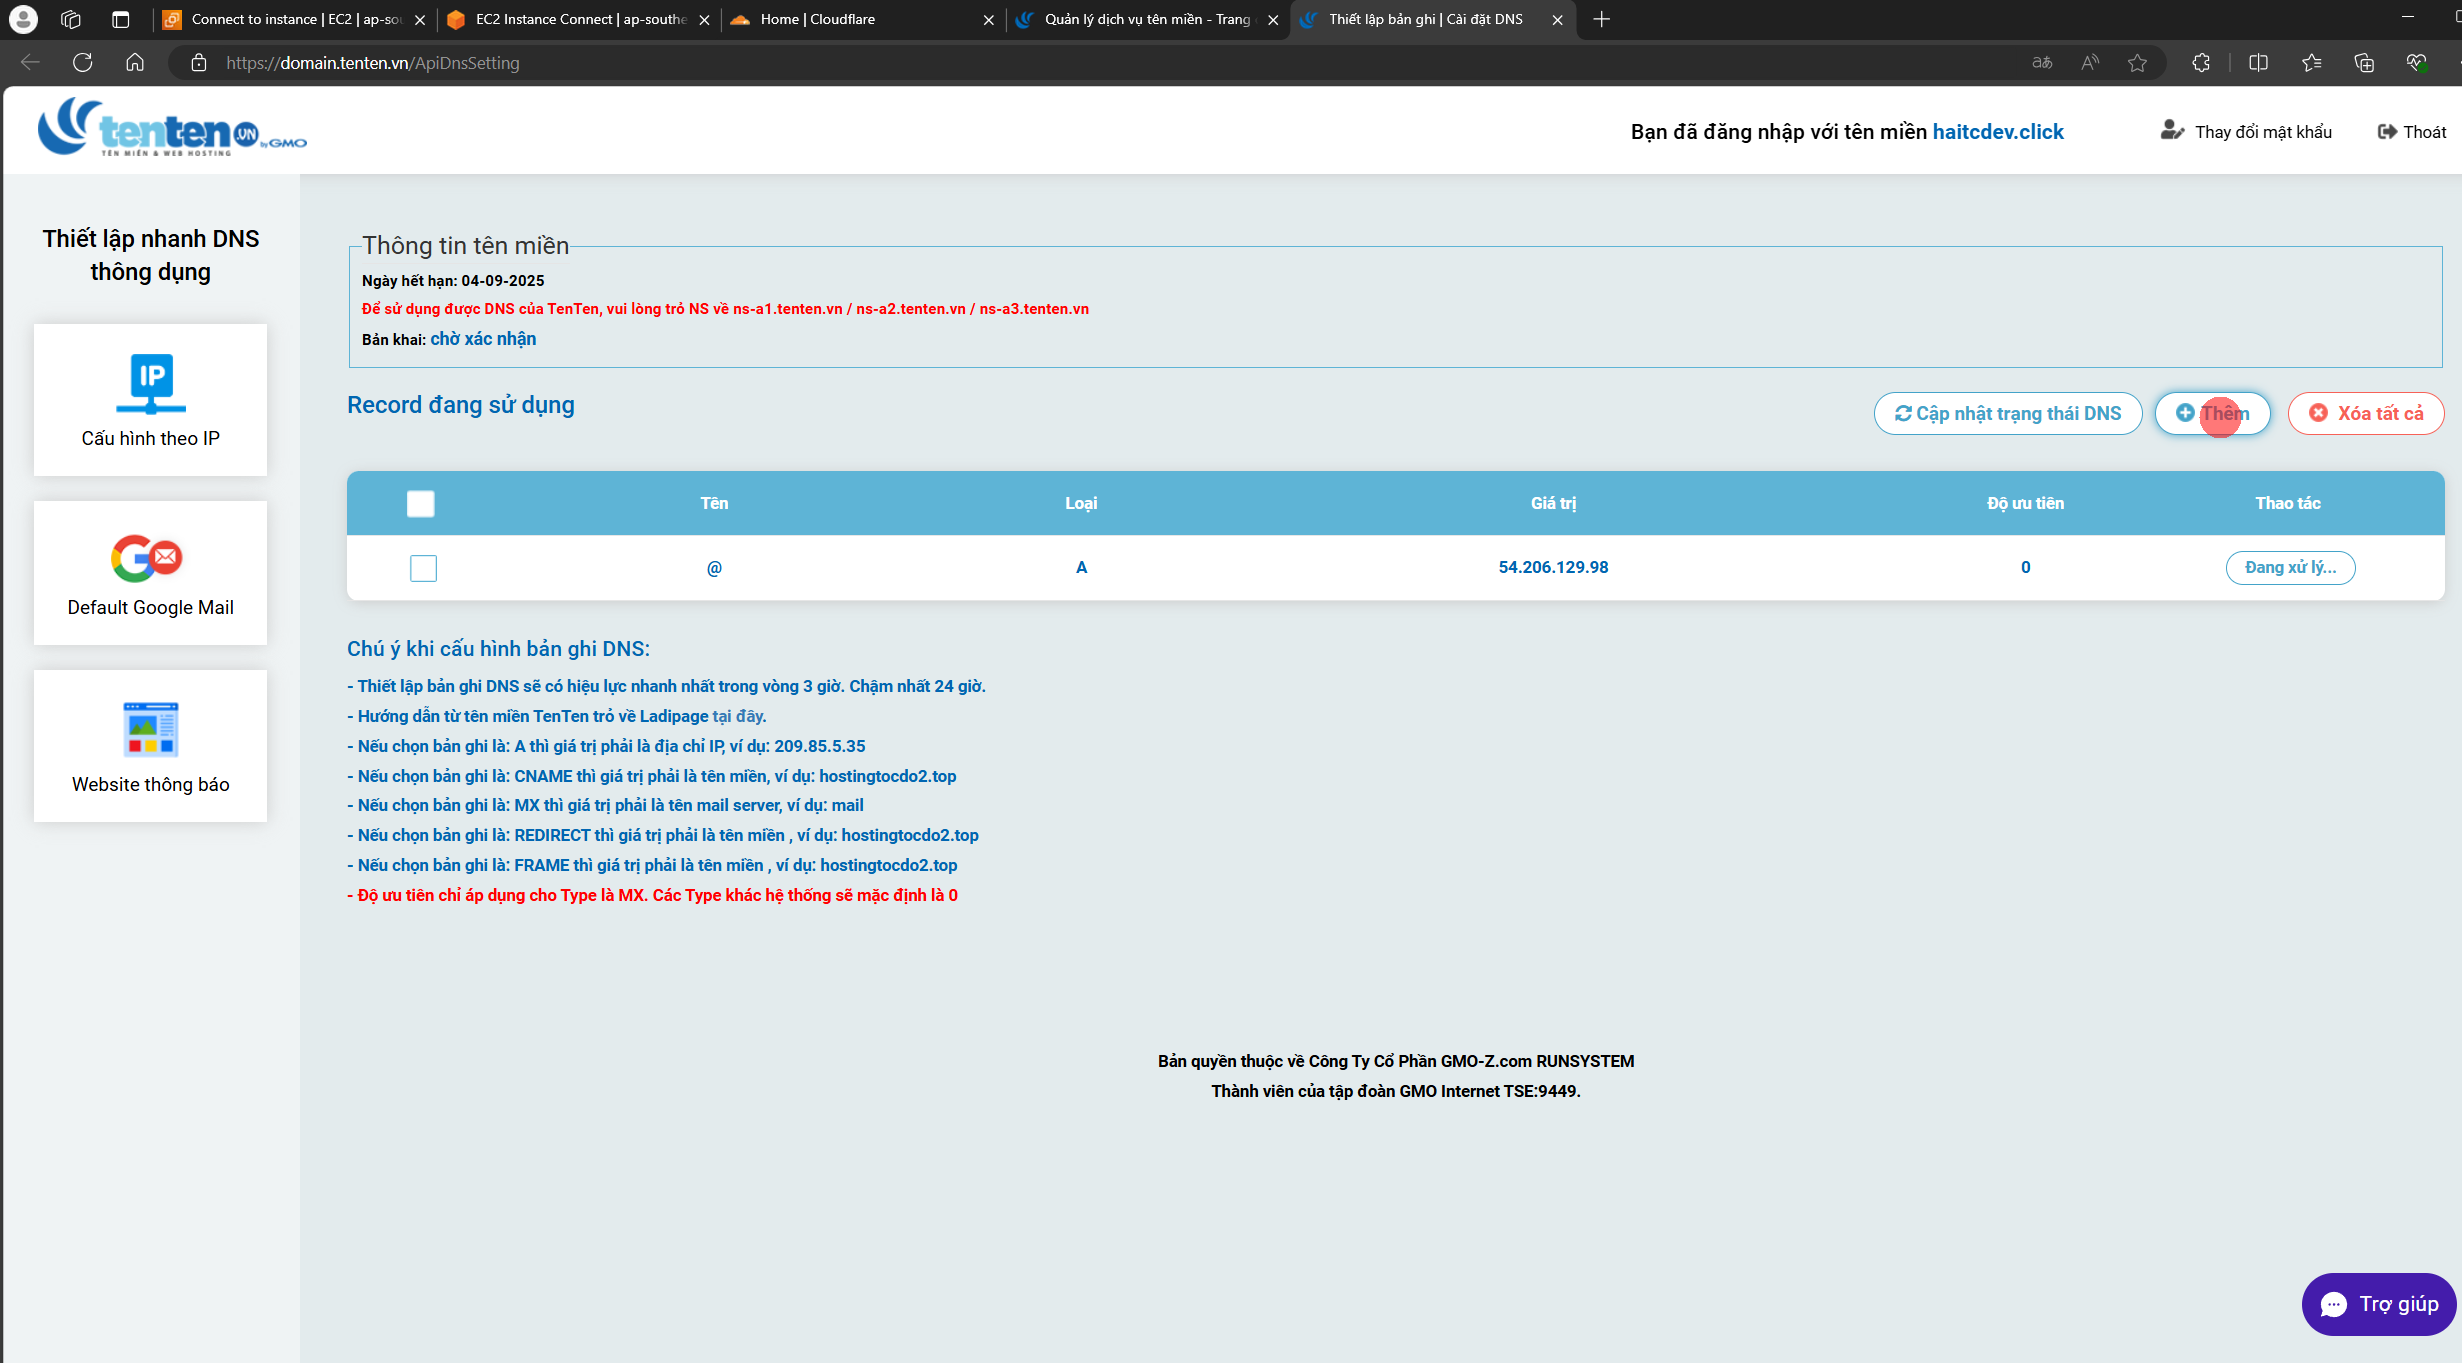 Connect to instance | EC2 | ap-sou
EC2 Instance Connect | ap-southe
Home | Cloudflare
Quản lý dịch vụ tên miền - Trang
Thiết lập bản ghi | Cài đặt DNS
https://domain.tenten.vn/ApiDnsSetting
tenten.VN by GMO
TÊN MIỀN & WEB HOSTING
Bạn đã đăng nhập với tên miền haitcdev.click
Thay đổi mật khẩu
Thoát
Thiết lập nhanh DNS
thông dụng
IP
Cấu hình theo IP
Default Google Mail
Website thông báo
Thông tin tên miền
Ngày hết hạn: 04-09-2025
Để sử dụng được DNS của TenTen, vui lòng trỏ NS về ns-a1.tenten.vn / ns-a2.tenten.vn / ns-a3.tenten.vn
Bản khai: chờ xác nhận
Record đang sử dụng
Cập nhật trạng thái DNS
Thêm
Xóa tất cả
Tên Loại Giá trị Độ ưu tiên Thao tác
@ A 54.206.129.98 0 Đang xử lý...
Chú ý khi cấu hình bản ghi DNS:
- Thiết lập bản ghi DNS sẽ có hiệu lực nhanh nhất trong vòng 3 giờ. Chậm nhất 24 giờ.
- Hướng dẫn từ tên miền TenTen trỏ về Ladipage tại đây.
- Nếu chọn bản ghi là: A thì giá trị phải là địa chỉ IP, ví dụ: 209.85.5.35
- Nếu chọn bản ghi là: CNAME thì giá trị phải là tên miền, ví dụ: hostingtocdo2.top
- Nếu chọn bản ghi là: MX thì giá trị phải là tên mail server, ví dụ: mail
- Nếu chọn bản ghi là: REDIRECT thì giá trị phải là tên miền , ví dụ: hostingtocdo2.top
- Nếu chọn bản ghi là: FRAME thì giá trị phải là tên miền , ví dụ: hostingtocdo2.top
- Độ ưu tiên chỉ áp dụng cho Type là MX. Các Type khác hệ thống sẽ mặc định là 0
Bản quyền thuộc về Công Ty Cổ Phần GMO-Z.com RUNSYSTEM
Thành viên của tập đoàn GMO Internet TSE:9449.
Trợ giúp